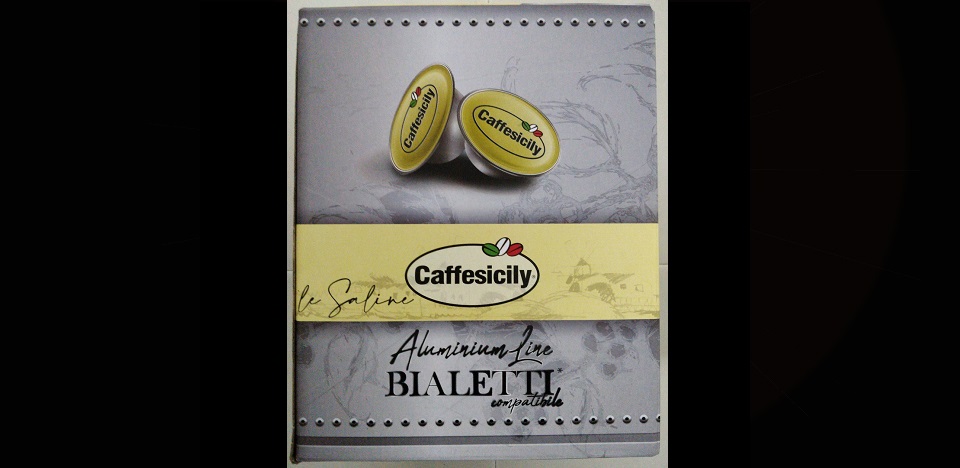 Caffesicily
Caffesicily
Caffesicily
le Saline
Aluminium Line
BIALETTI
compatibile